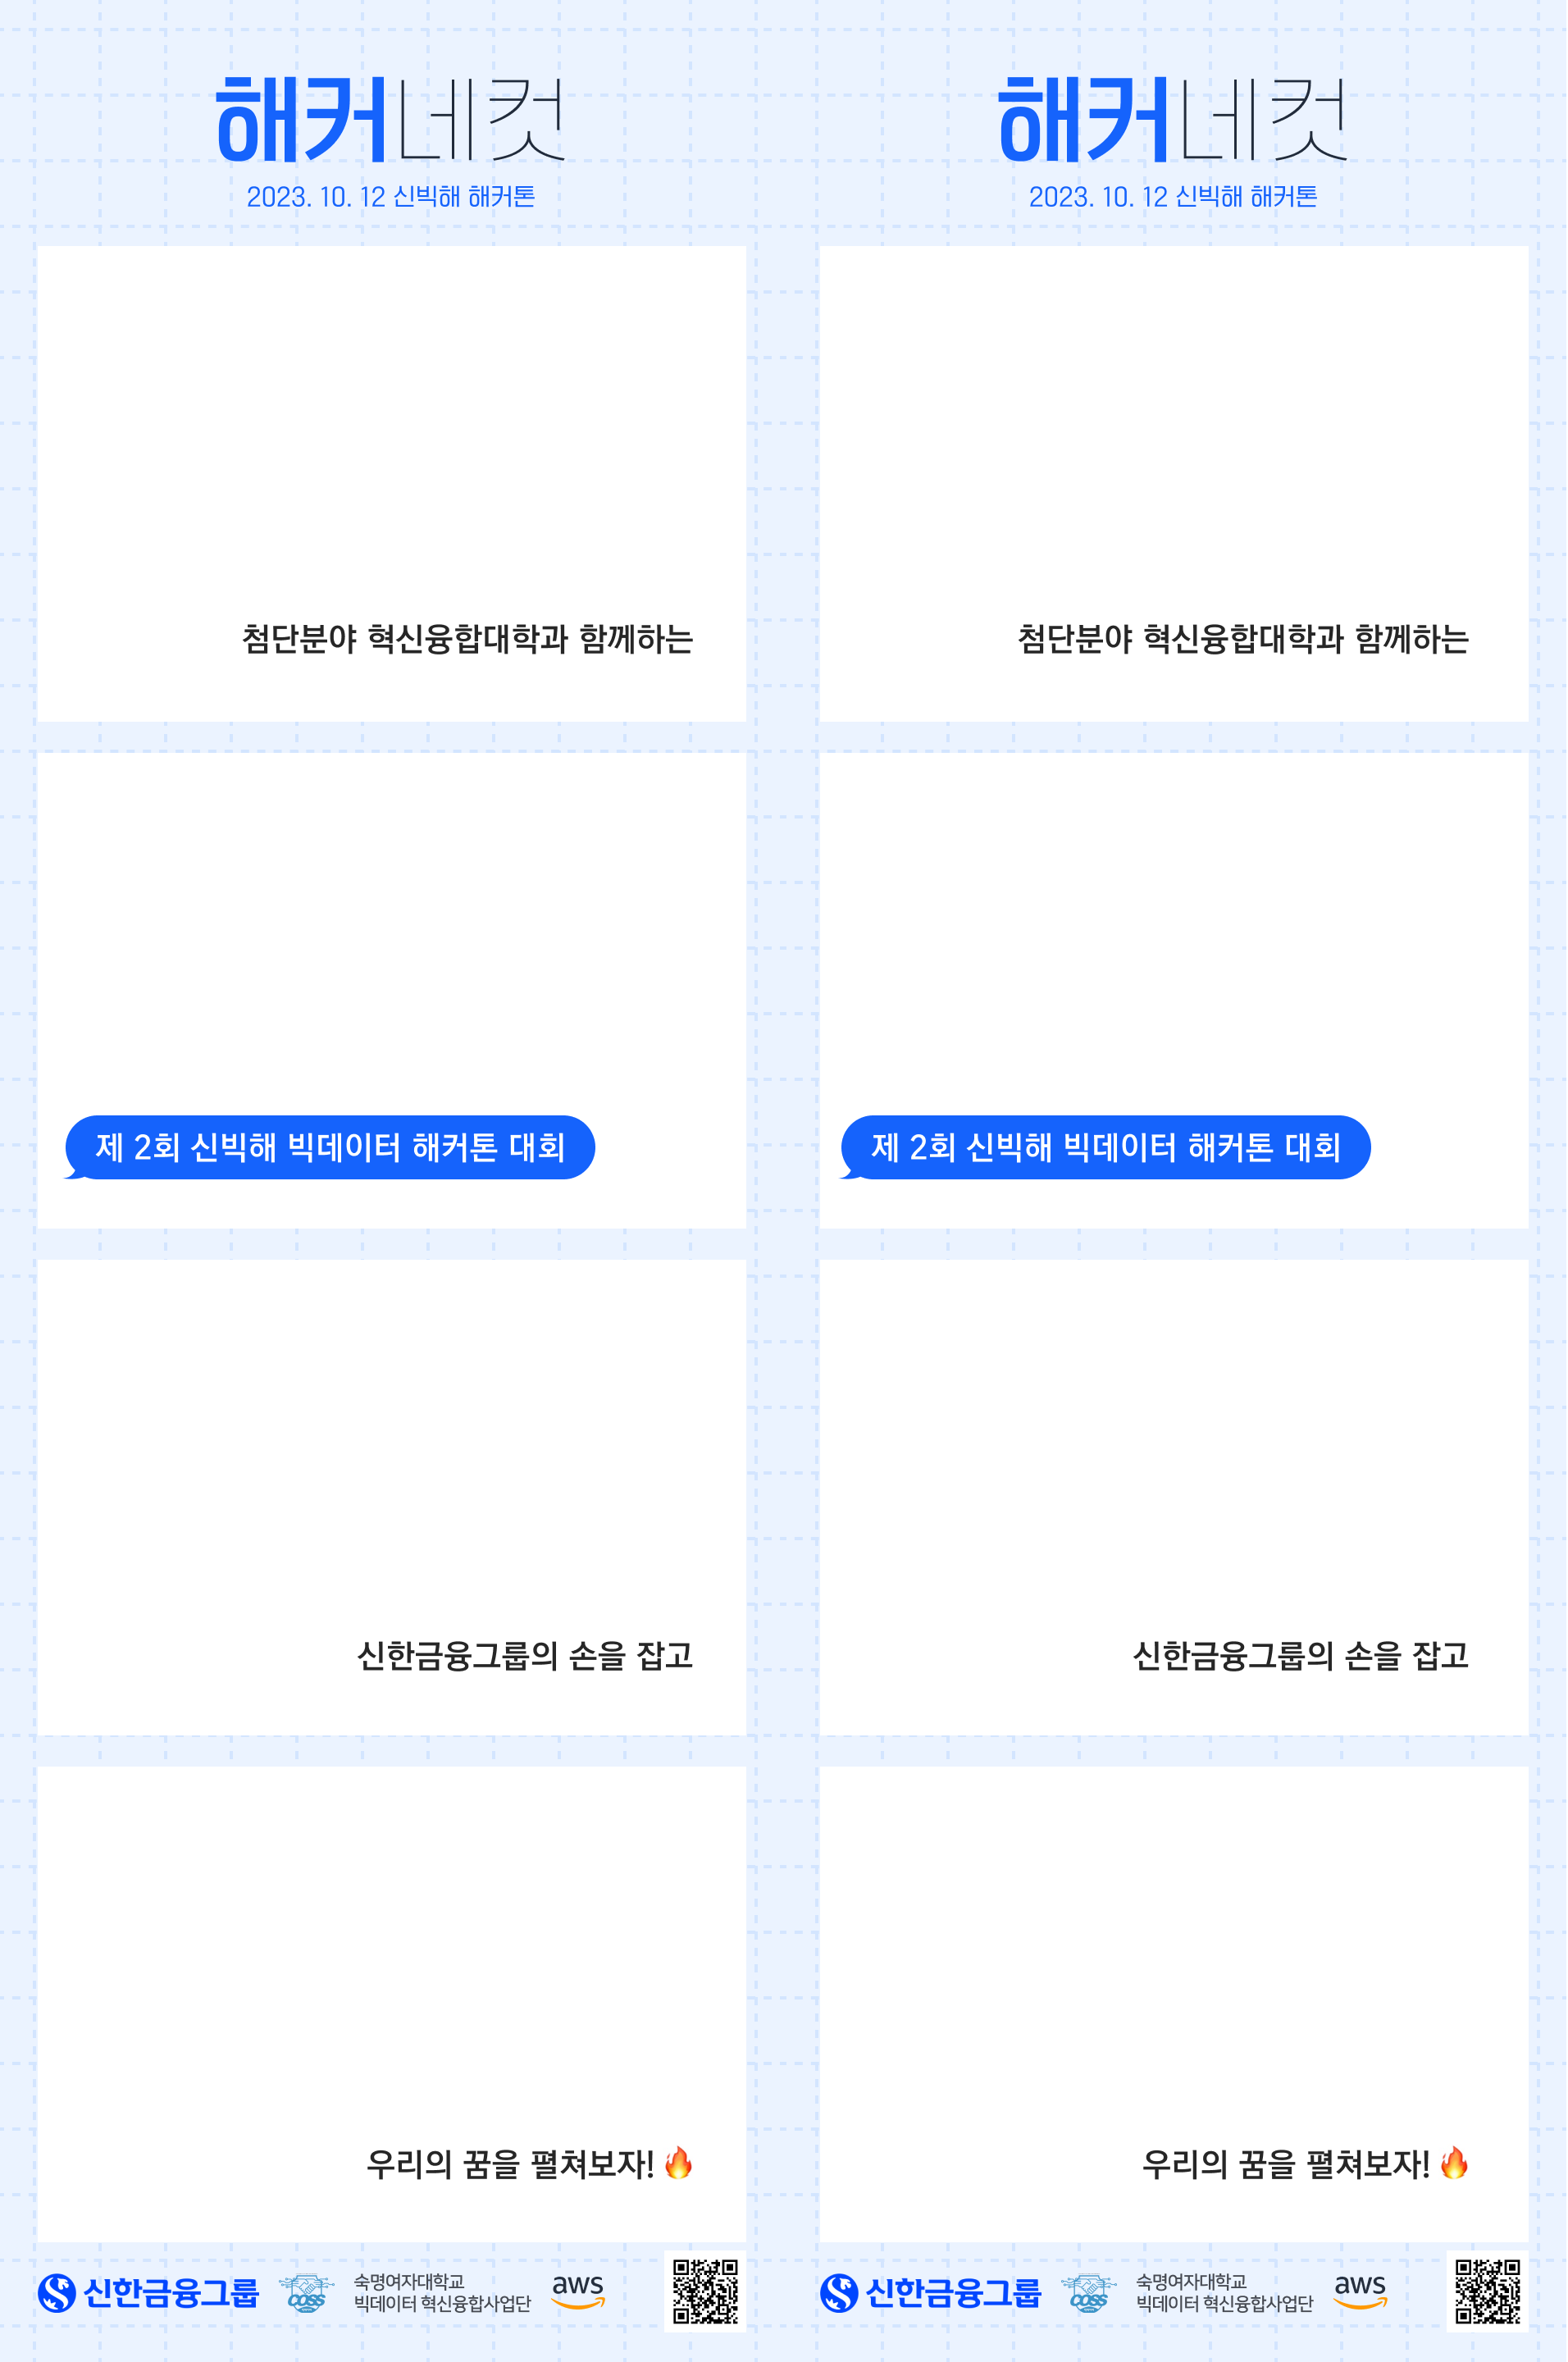 해커네컷
2023. 10. 12 신빅해 해커톤
첨단분야 혁신융합대학과 함께하는
제 2회 신빅해 빅데이터 해커톤 대회
신한금융그룹의 손을 잡고
우리의 꿈을 펼쳐보자! 🔥
신한금융그룹
COSS
숙명여자대학교
빅데이터 혁신융합사업단
aws
해커네컷
2023. 10. 12 신빅해 해커톤
첨단분야 혁신융합대학과 함께하는
제 2회 신빅해 빅데이터 해커톤 대회
신한금융그룹의 손을 잡고
우리의 꿈을 펼쳐보자! 🔥
신한금융그룹
COSS
숙명여자대학교
빅데이터 혁신융합사업단
aws